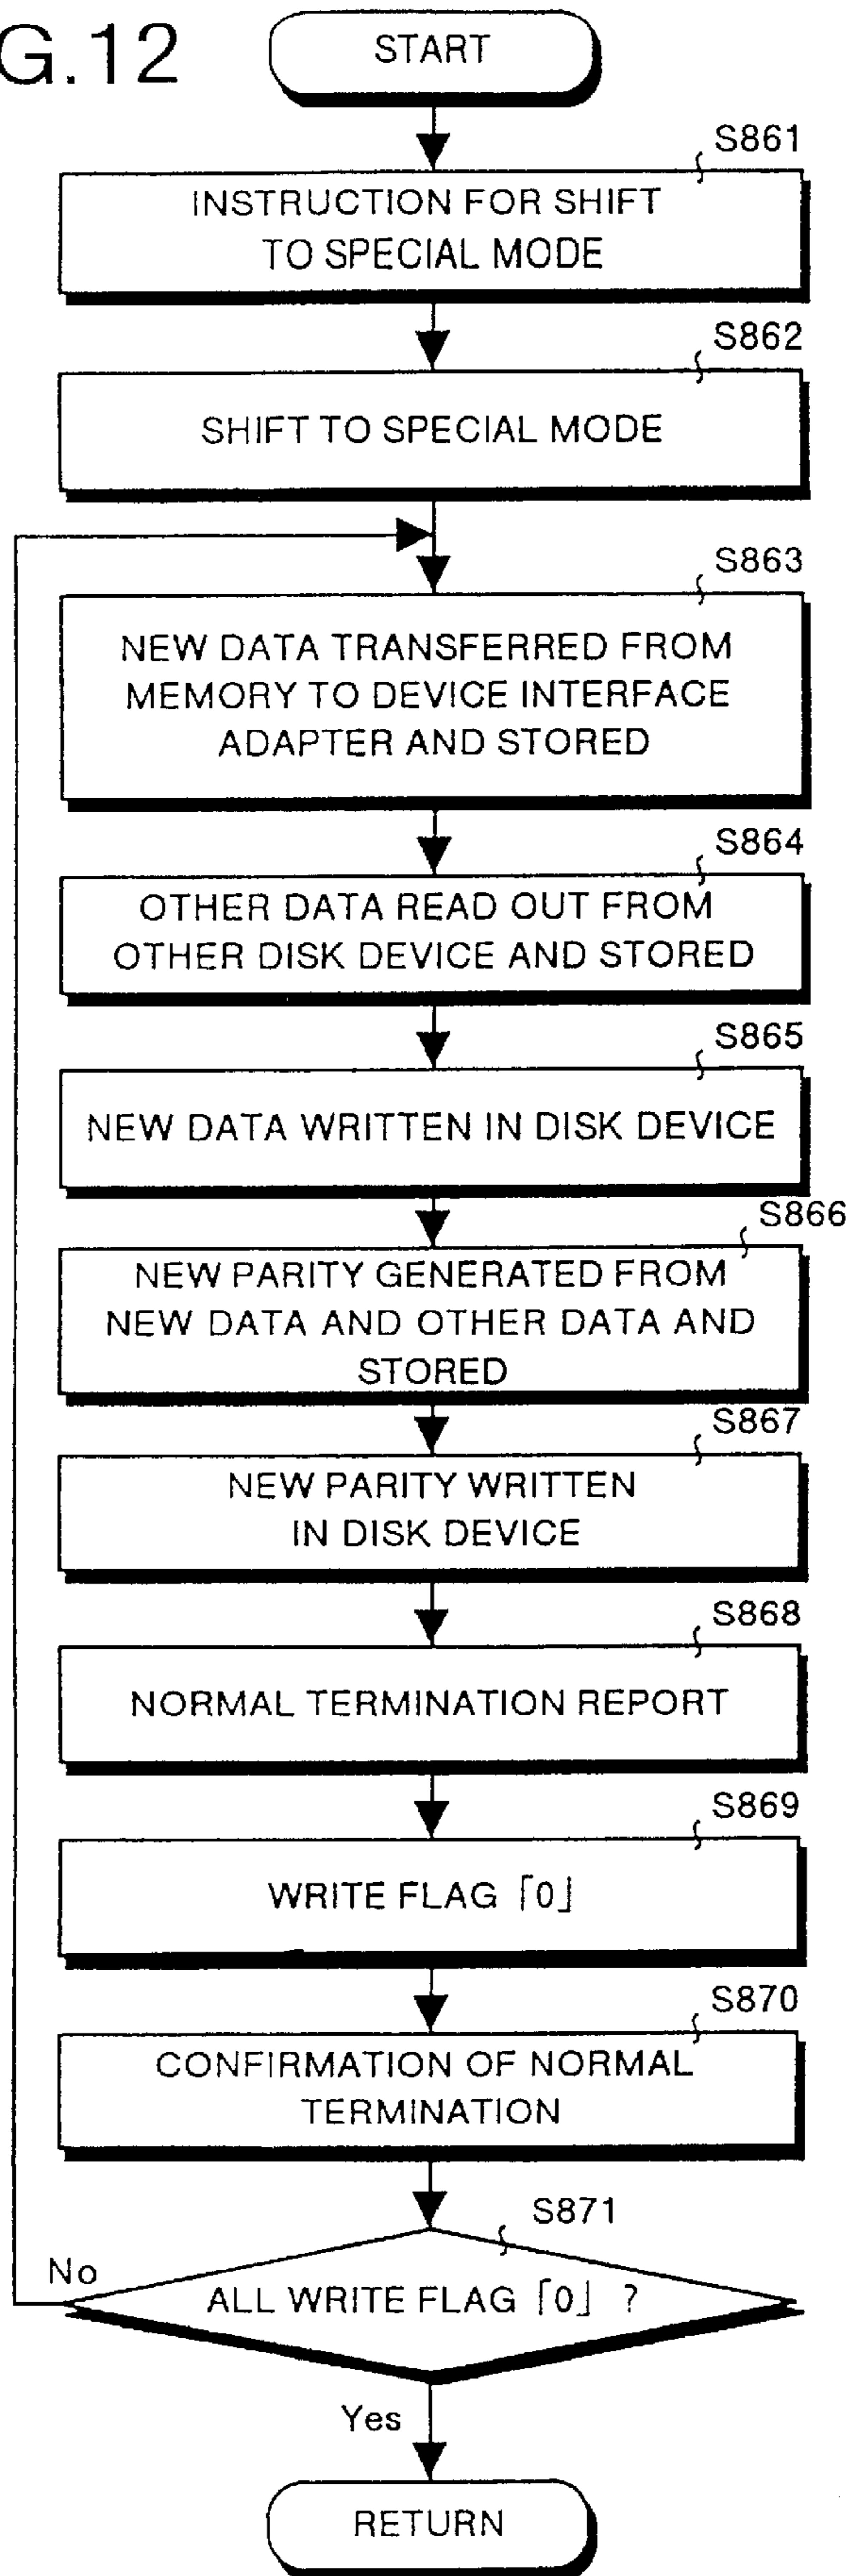 G.12
START
S861
INSTRUCTION FOR SHIFT
TO SPECIAL MODE
S862
SHIFT TO SPECIAL MODE
S863
NEW DATA TRANSFERRED FROM
MEMORY TO DEVICE INTERFACE
ADAPTER AND STORED
S864
OTHER DATA READ OUT FROM
OTHER DISK DEVICE AND STORED
S865
NEW DATA WRITTEN IN DISK DEVICE
S866
NEW PARITY GENERATED FROM
NEW DATA AND OTHER DATA AND
STORED
S867
NEW PARITY WRITTEN
IN DISK DEVICE
S868
NORMAL TERMINATION REPORT
S869
WRITE FLAG「0」
S870
CONFIRMATION OF NORMAL
TERMINATION
S871
No
ALL WRITE FLAG「0」 ?
Yes
RETURN